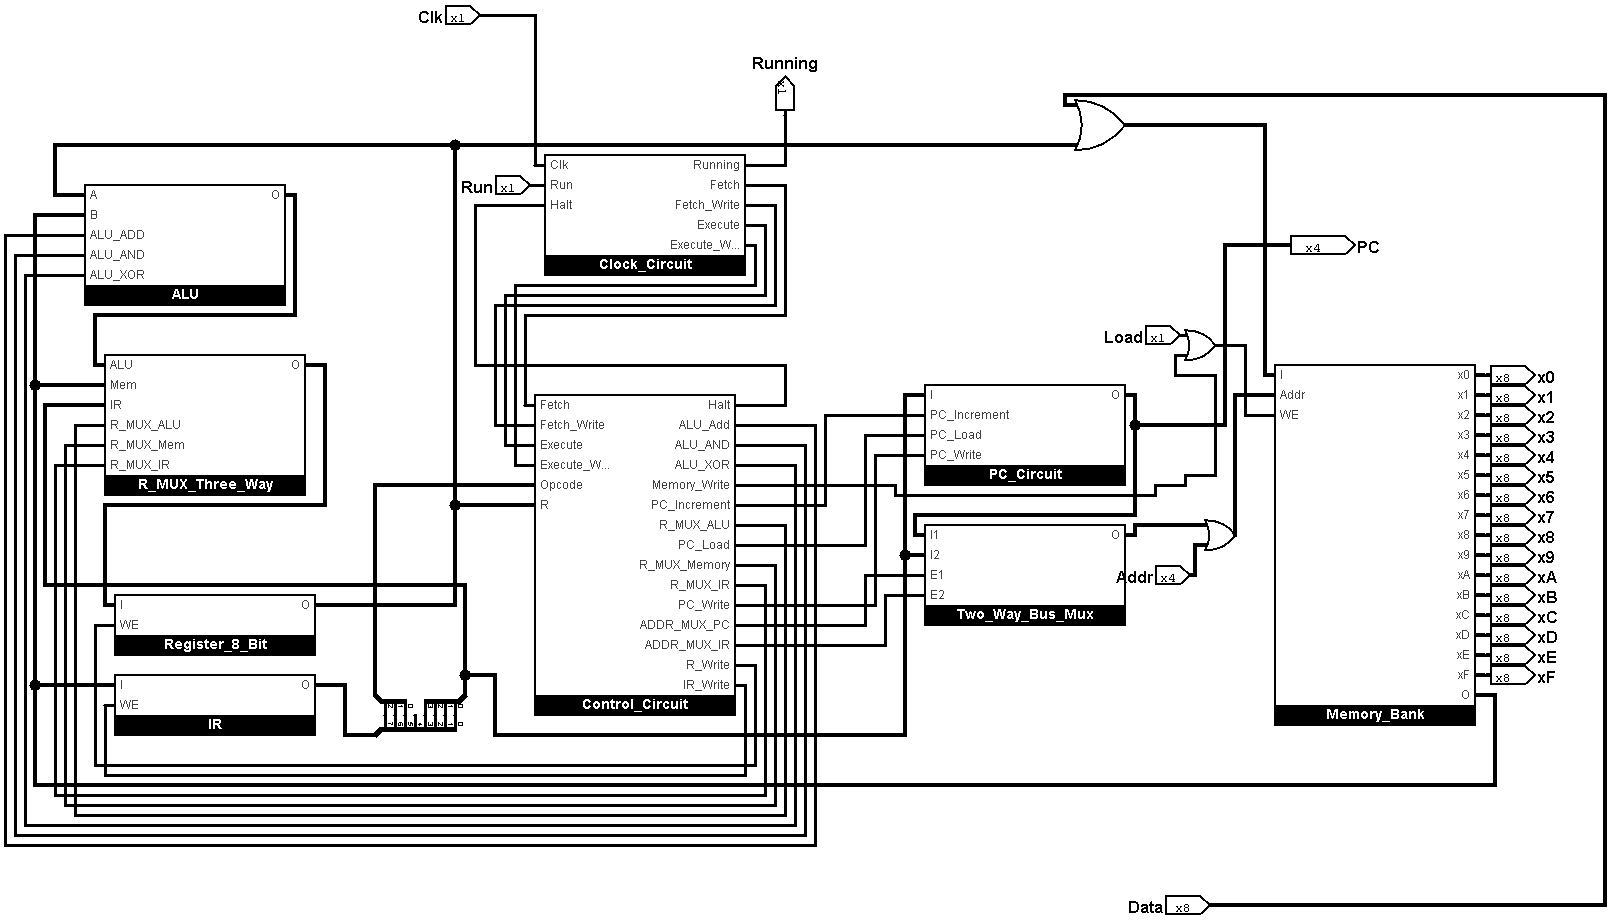 Clk x1
Running
x1
Clk Running
Run x1 Run Fetch
Halt Fetch_Write
Execute
Execute_W...
Clock_Circuit
A O
B
ALU_ADD
ALU_AND
ALU_XOR
ALU
x4 PC
Load x1
ALU O
Mem
IR
R_MUX_ALU
R_MUX_Mem
R_MUX_IR
R_MUX_Three_Way
Fetch Halt
Fetch_Write ALU_Add
Execute ALU_AND
Execute_W... ALU_XOR
Opcode Memory_Write
R PC_Increment
R_MUX_ALU
PC_Load
R_MUX_Memory
R_MUX_IR
PC_Write
ADDR_MUX_PC
ADDR_MUX_IR
R_Write
IR_Write
Control_Circuit
I O
PC_Increment
PC_Load
PC_Write
PC_Circuit
I1 O
I2
E1
E2
Two_Way_Bus_Mux
Addr x4
I x0 x8 x0
Addr x1 x8 x1
WE x2 x8 x2
x3 x8 x3
x4 x8 x4
x5 x8 x5
x6 x8 x6
x7 x8 x7
x8 x8 x8
x9 x8 x9
xA x8 xA
xB x8 xB
xC x8 xC
xD x8 xD
xE x8 xE
xF x8 xF
O
Memory_Bank
I O
WE
Register_8_Bit
I O
WE
IR
Data x8